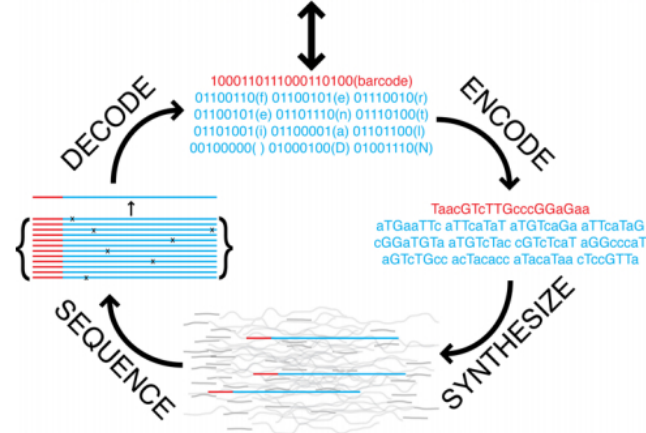 1000110111000110100(barcode)
01100110(f) 01100101(e) 01110010(r)
01100101(e) 01101110(n) 01110100(t)
01101001(i) 01100001(a) 01101100(l)
00100000( ) 01000100(D) 01001110(N)
ENCODE
TaacGTcTTGcccGGaGaa
aTGaaTTc aTTcaTaT aTGTcaGa aTTcaTaG
cGGaTGTa aTGTcTac cGTcTcaT aGGcccaT
aGTcTGcc acTacacc aTacaTaa cTccGTTa
SYNTHESIZE
SEQUENCE
DECODE